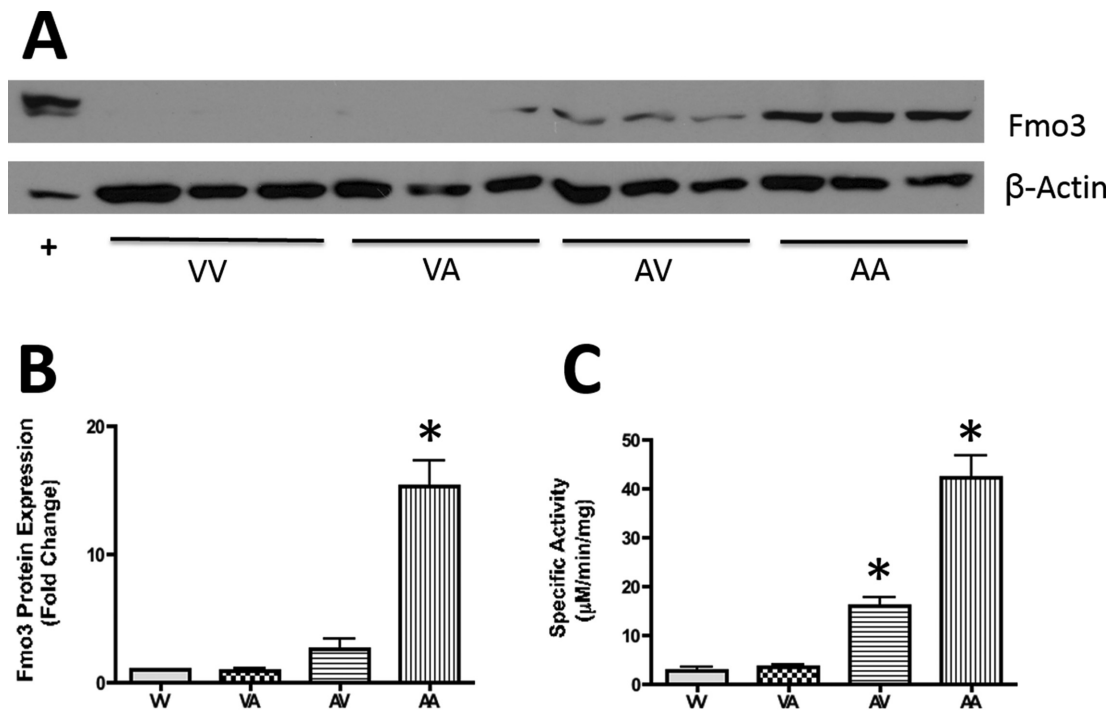 A
Fmo3
β-Actin
+
VV
VA
AV
AA
B
Fmo3 Protein Expression
(Fold Change)
20
10
0
*
VV
VA
AV
AA
C
Specific Activity
(μM/min/mg)
50
40
30
20
10
0
*
*
VV
VA
AV
AA